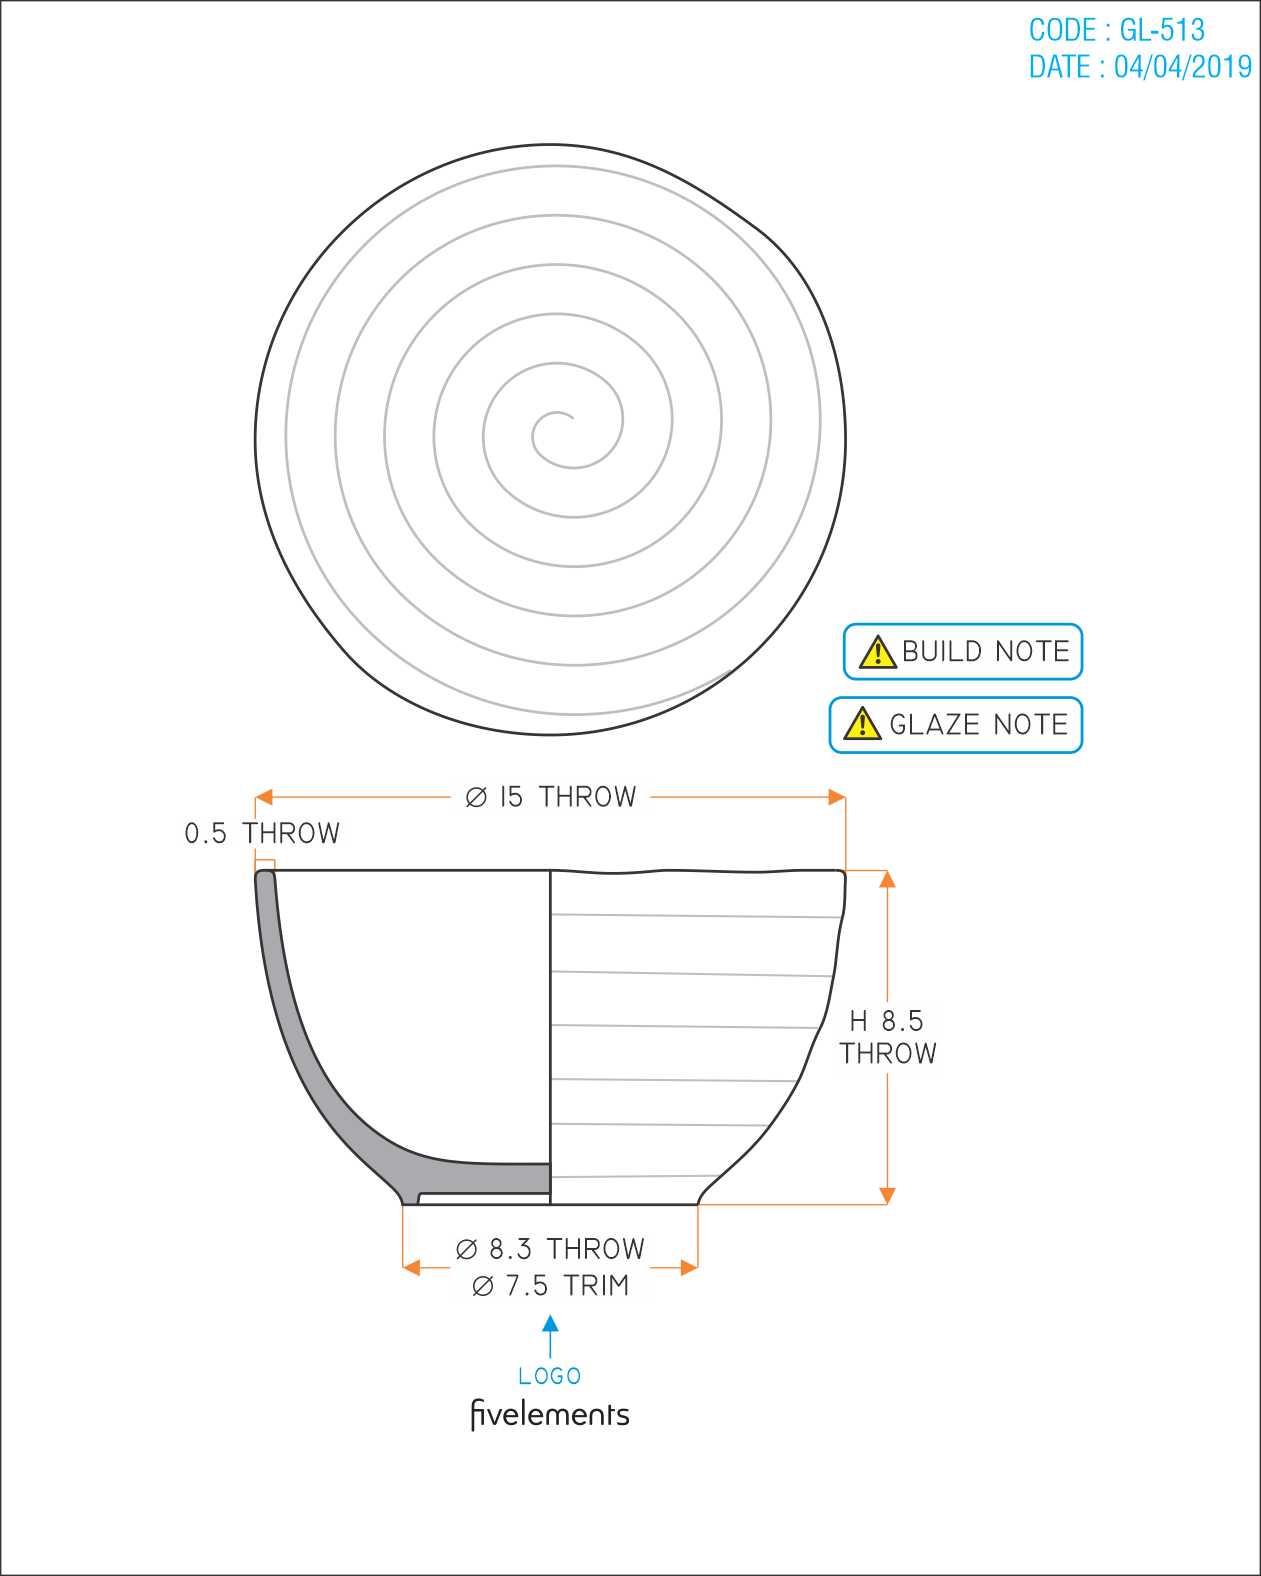 CODE : GL-513
DATE : 04/04/2019
BUILD NOTE
GLAZE NOTE
Ø 15 THROW
0.5 THROW
H 8.5
THROW
Ø 8.3 THROW
Ø 7.5 TRIM
LOGO
fivelements